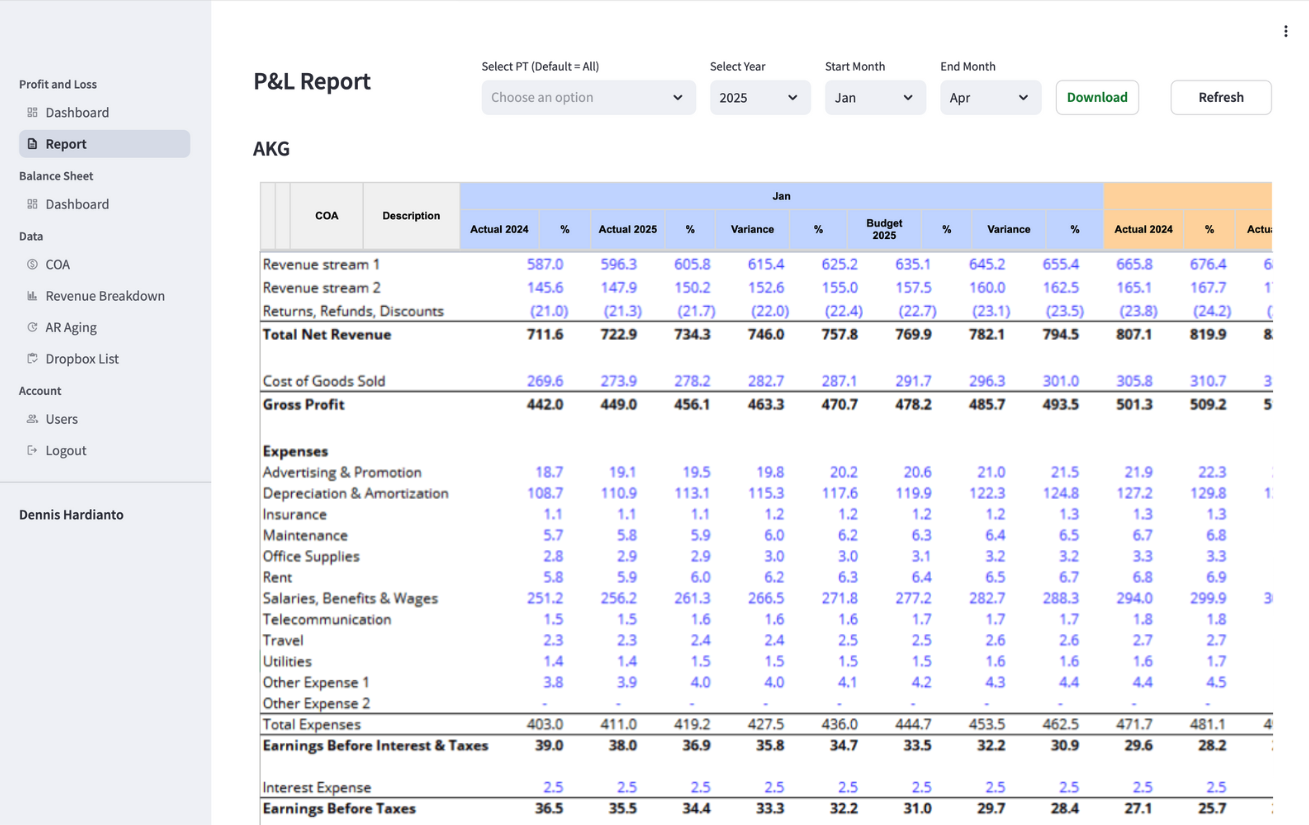 Profit and Loss
Dashboard
Report
Balance Sheet
Dashboard
Data
COA
Revenue Breakdown
AR Aging
Dropbox List
Account
Users
Logout
Dennis Hardianto
P&L Report
Select PT (Default = All)
Choose an option
Select Year
2025
Start Month
Jan
End Month
Apr
Download
Refresh
AKG
Jan
COA Description Actual 2024 % Actual 2025 % Variance % Budget 2025 % Variance % Actual 2024 %
Revenue stream 1 587.0 596.3 605.8 615.4 625.2 635.1 645.2 655.4 665.8 676.4
Revenue stream 2 145.6 147.9 150.2 152.6 155.0 157.5 160.0 162.5 165.1 167.7
Returns, Refunds, Discounts (21.0) (21.3) (21.7) (22.0) (22.4) (22.7) (23.1) (23.5) (23.8) (24.2)
Total Net Revenue 711.6 722.9 734.3 746.0 757.8 769.9 782.1 794.5 807.1 819.9
Cost of Goods Sold 269.6 273.9 278.2 282.7 287.1 291.7 296.3 301.0 305.8 310.7
Gross Profit 442.0 449.0 456.1 463.3 470.7 478.2 485.7 493.5 501.3 509.2
Expenses
Advertising & Promotion 18.7 19.1 19.5 19.8 20.2 20.6 21.0 21.5 21.9 22.3
Depreciation & Amortization 108.7 110.9 113.1 115.3 117.6 119.9 122.3 124.8 127.2 129.8
Insurance 1.1 1.1 1.1 1.2 1.2 1.2 1.2 1.3 1.3 1.3
Maintenance 5.7 5.8 5.9 6.0 6.2 6.3 6.4 6.5 6.7 6.8
Office Supplies 2.8 2.9 2.9 3.0 3.0 3.1 3.2 3.2 3.3 3.3
Rent 5.8 5.9 6.0 6.2 6.3 6.4 6.5 6.7 6.8 6.9
Salaries, Benefits & Wages 251.2 256.2 261.3 266.5 271.8 277.2 282.7 288.3 294.0 299.9
Telecommunication 1.5 1.5 1.6 1.6 1.6 1.7 1.7 1.7 1.8 1.8
Travel 2.3 2.3 2.4 2.4 2.5 2.5 2.6 2.6 2.7 2.7
Utilities 1.4 1.4 1.5 1.5 1.5 1.5 1.6 1.6 1.6 1.7
Other Expense 1 3.8 3.9 4.0 4.0 4.1 4.2 4.3 4.4 4.4 4.5
Other Expense 2 - - - - - - - - - -
Total Expenses 403.0 411.0 419.2 427.5 436.0 444.7 453.5 462.5 471.7 481.1
Earnings Before Interest & Taxes 39.0 38.0 36.9 35.8 34.7 33.5 32.2 30.9 29.6 28.2
Interest Expense 2.5 2.5 2.5 2.5 2.5 2.5 2.5 2.5 2.5 2.5
Earnings Before Taxes 36.5 35.5 34.4 33.3 32.2 31.0 29.7 28.4 27.1 25.7